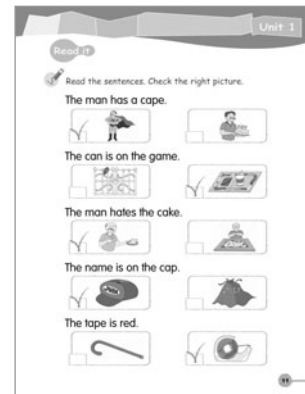 Unit 1
Read it
Read the sentences. Check the right picture.
The man has a cape.
The can is on the game.
The man hates the cake.
The name is on the cap.
The tape is red.